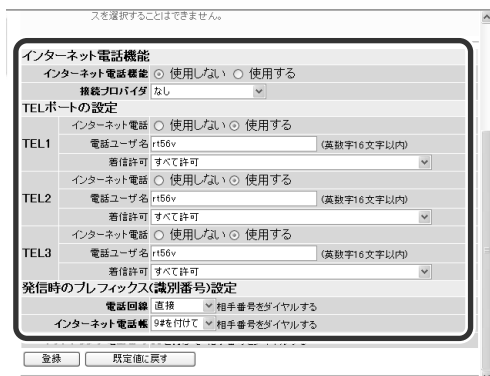 スを選択することはできません。
インターネット電話機能
インターネット電話機能 使用しない 使用する
接続プロバイダ なし
TELポートの設定
インターネット電話 使用しない 使用する
TEL1 電話ユーザ名 rt56v (英数字16文字以内)
着信許可 すべて許可
インターネット電話 使用しない 使用する
TEL2 電話ユーザ名 rt56v (英数字16文字以内)
着信許可 すべて許可
インターネット電話 使用しない 使用する
TEL3 電話ユーザ名 rt56v (英数字16文字以内)
着信許可 すべて許可
発信時のプレフィックス(識別番号)設定
電話回線 直接 相手番号をダイヤルする
インターネット電話帳 9#を付けて 相手番号をダイヤルする
登録 既定値に戻す